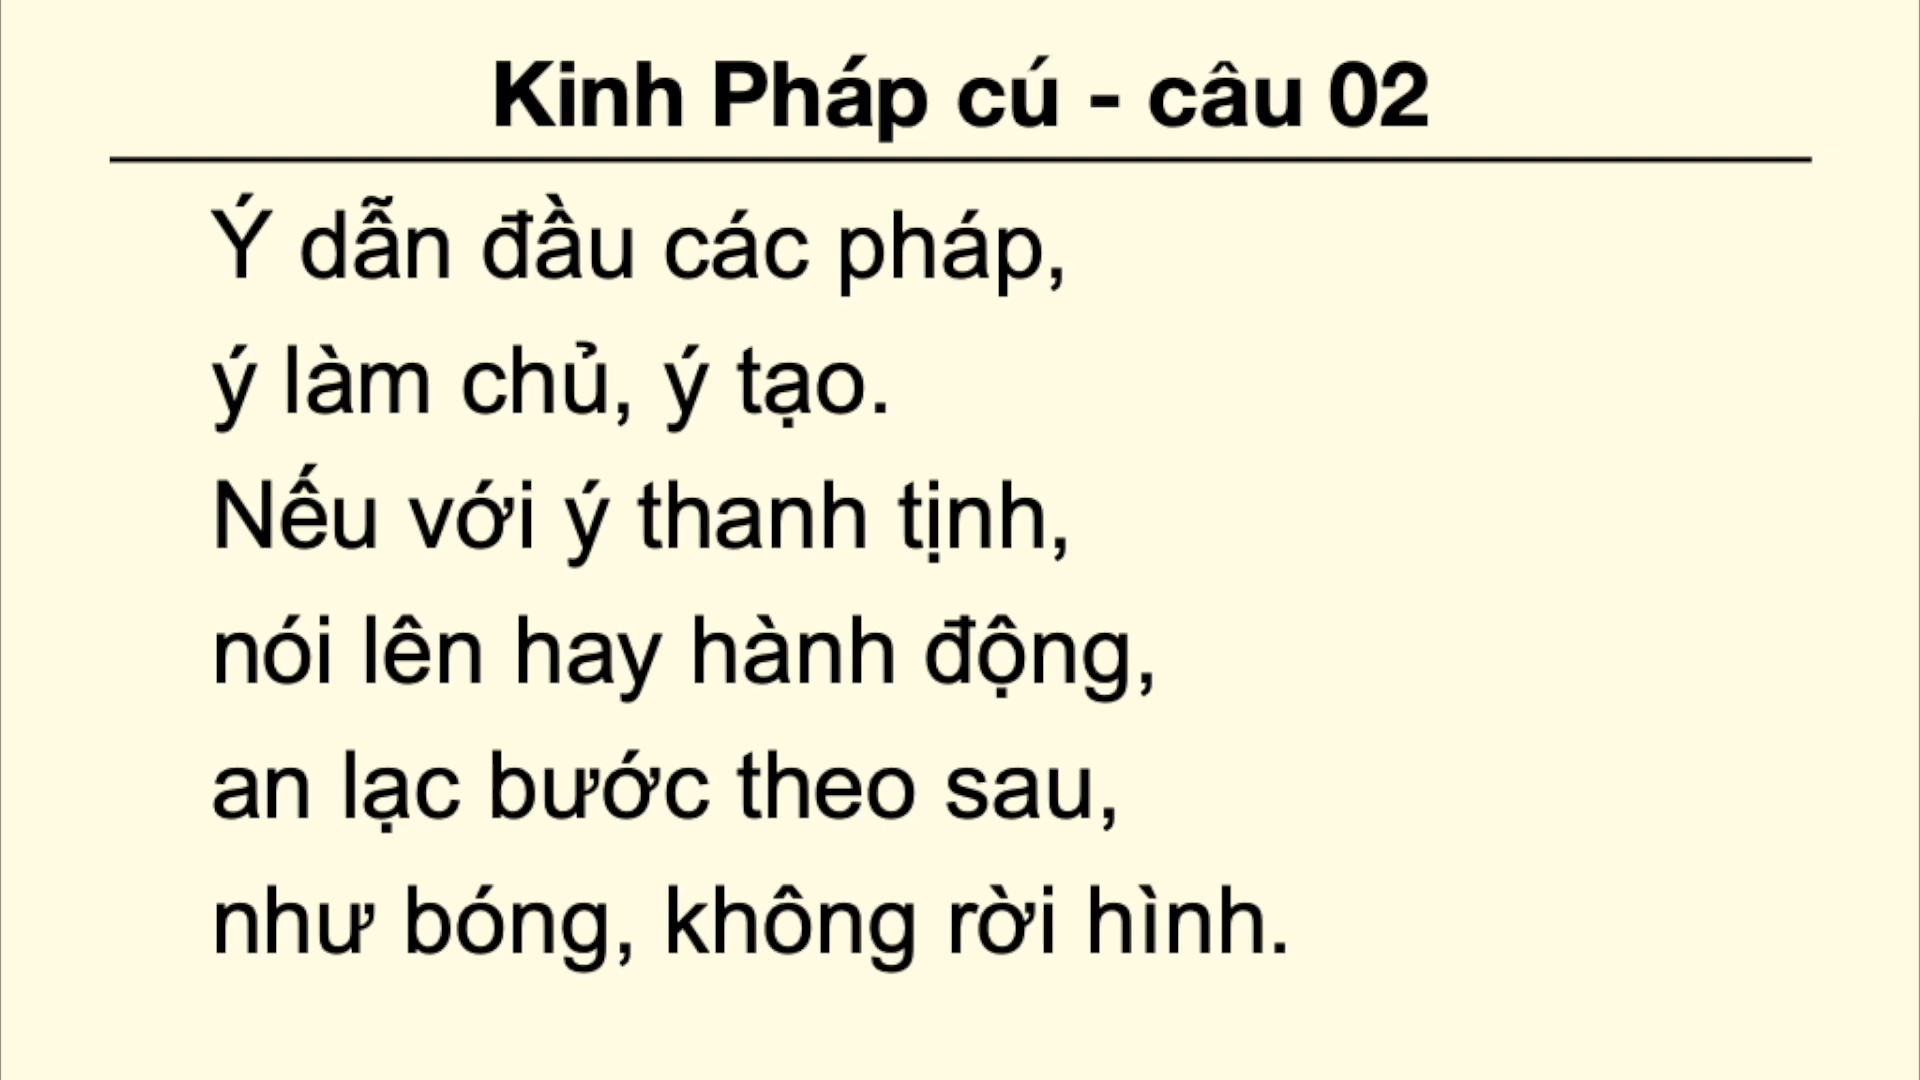 Kinh Pháp cú - câu 02
Ý dẫn đầu các pháp,
ý làm chủ, ý tạo.
Nếu với ý thanh tịnh,
nói lên hay hành động,
an lạc bước theo sau,
như bóng, không rời hình.